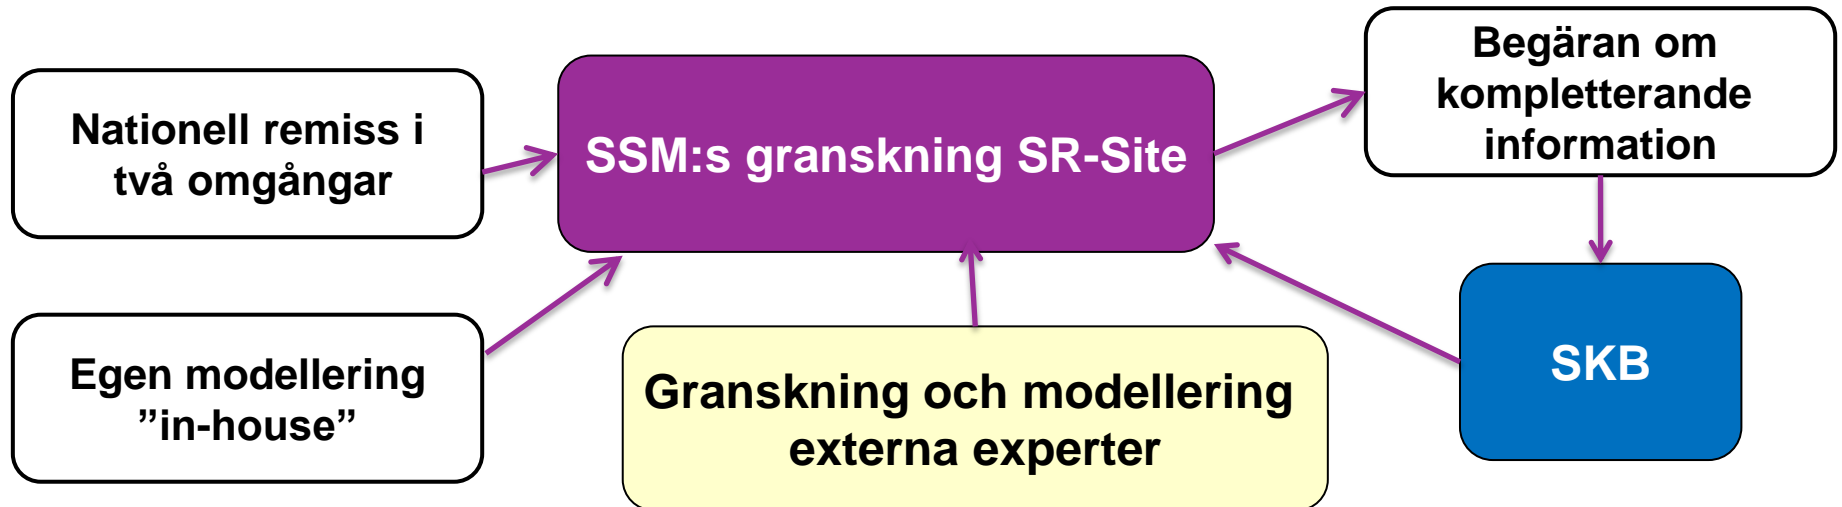 Nationell remiss i
två omgångar
SSM:s granskning SR-Site
Begäran om
kompletterande
information
Egen modellering
”in-house”
Granskning och modellering
externa experter
SKB